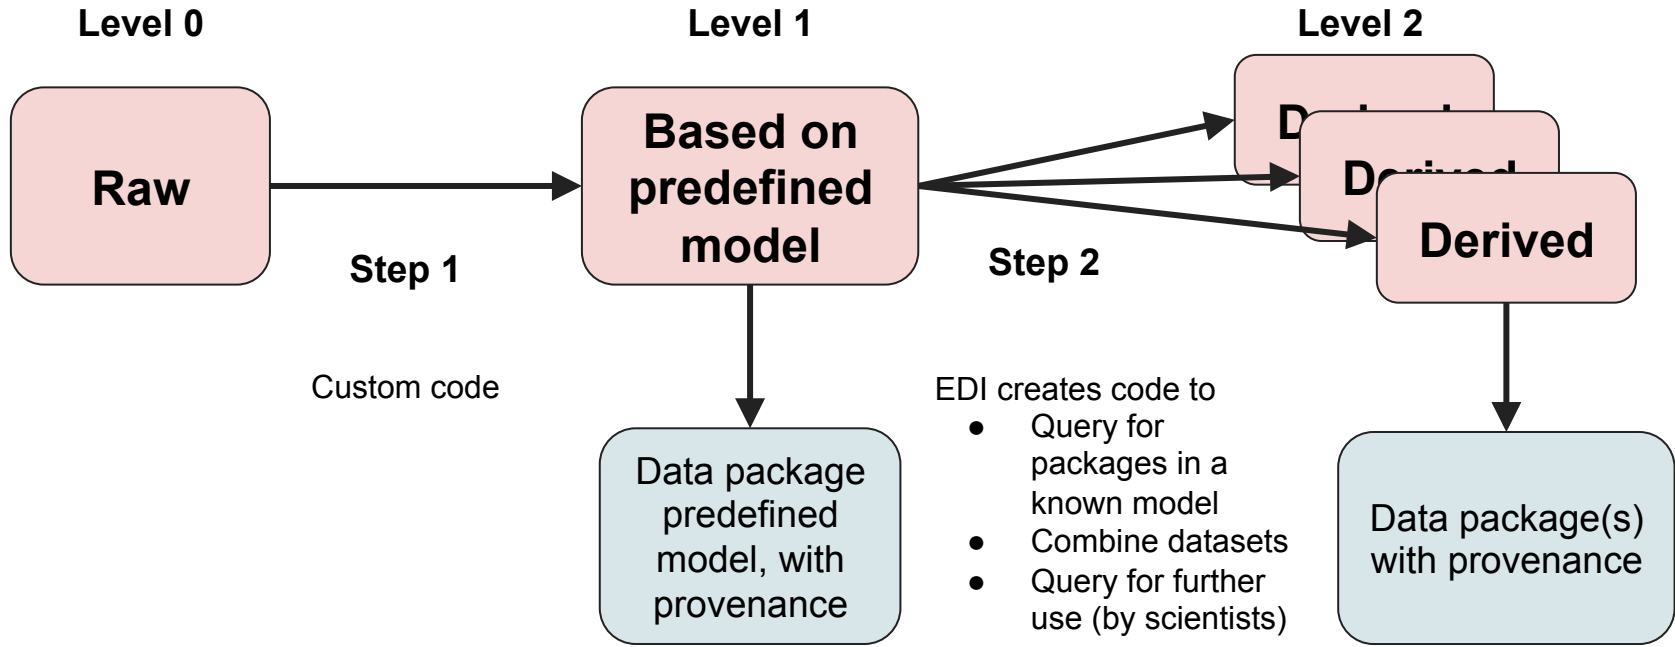 Level 0
Level 1
Level 2
Raw
Based on
predefined
model
Derived
Derived
Derived
Step 1
Step 2
Custom code
EDI creates code to
● Query for
packages in a
known model
● Combine datasets
● Query for further
use (by scientists)
Data package
predefined
model, with
provenance
Data package(s)
with provenance